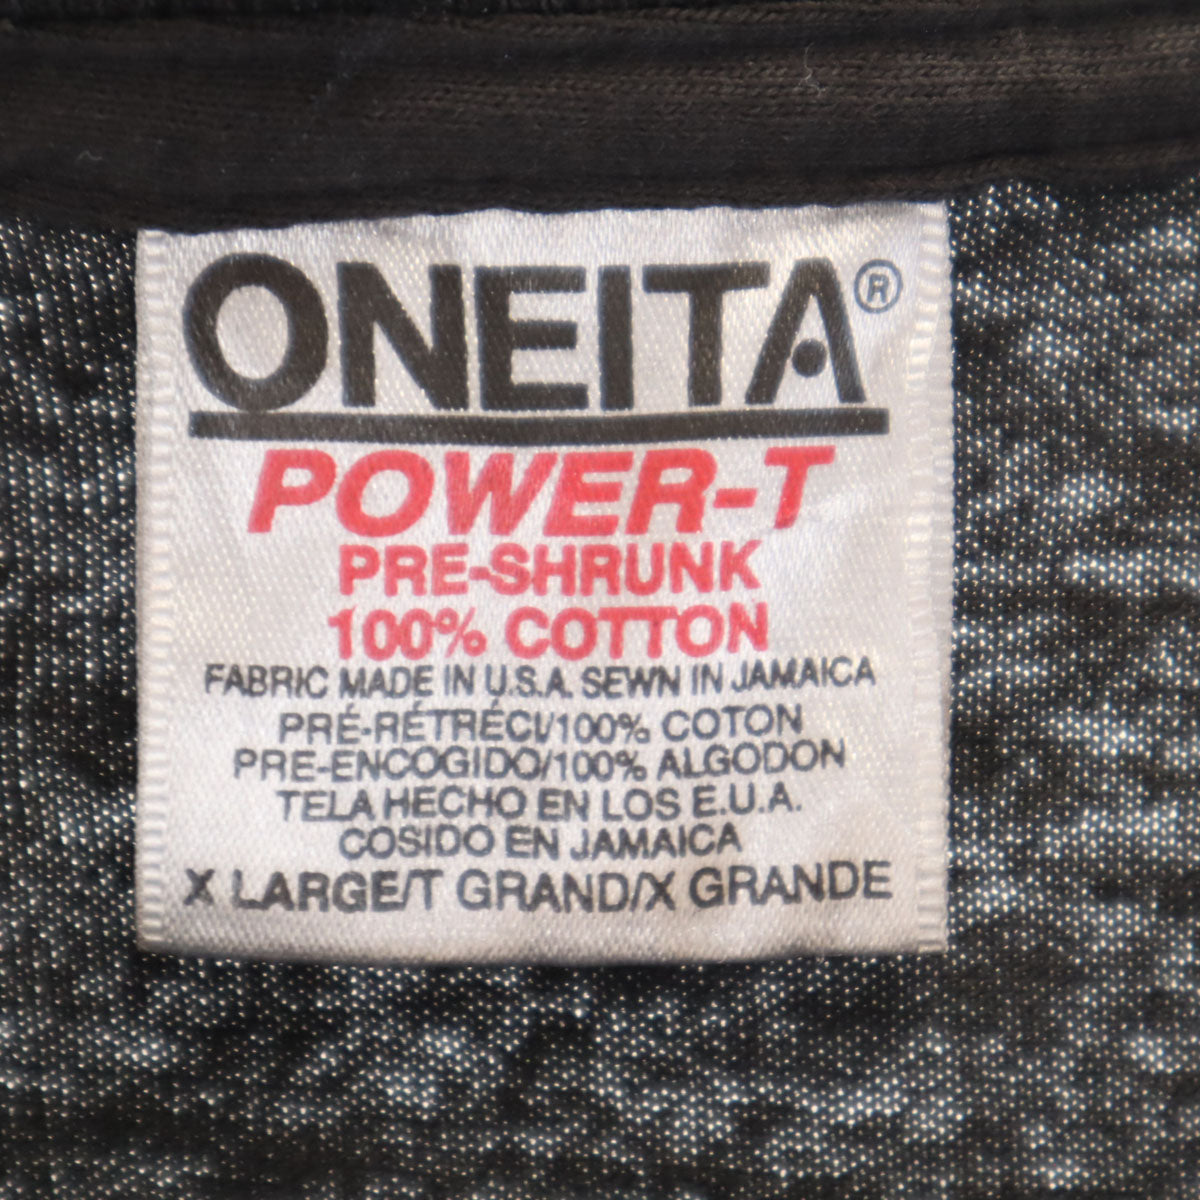 ONEITA®
POWER-T
PRE-SHRUNK
100% COTTON
FABRIC MADE IN U.S.A. SEWN IN JAMAICA
PRÉ-RÉTRÉCI/100% COTON
PRE-ENCOGIDO/100% ALGODON
TELA HECHO EN LOS E.U.A.
COSIDO EN JAMAICA
X LARGE/T GRAND/X GRANDE